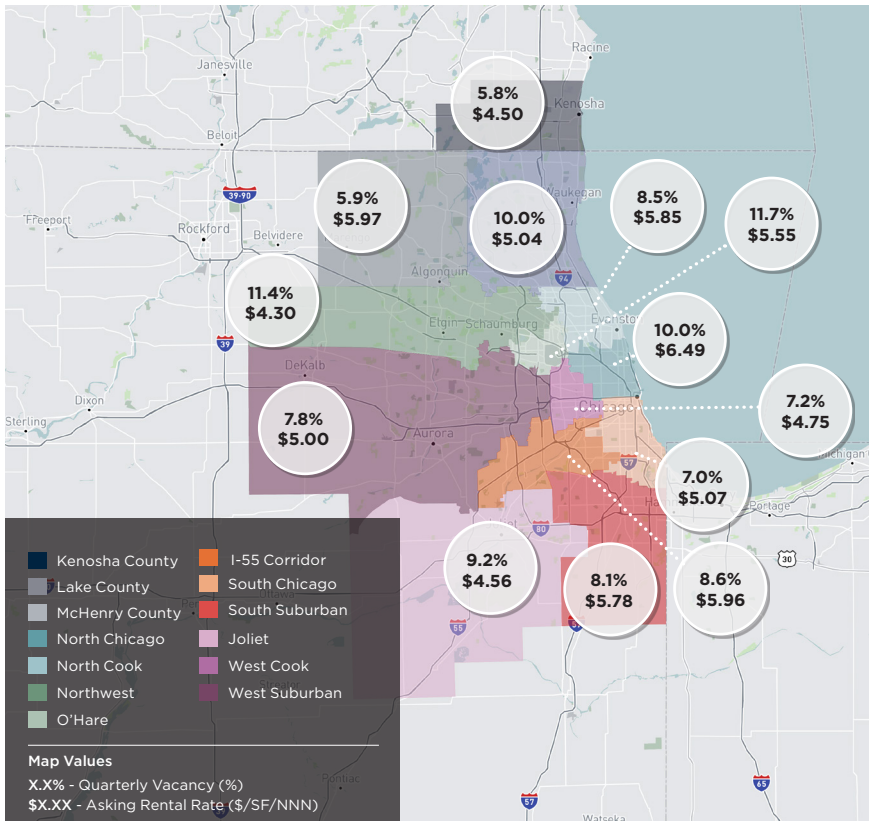 Racine
Janesville
5.8%
$4.50
Kenosha
Beloit
39-90
5.9%
$5.97
10.0%
$5.04
Waukegan
8.5%
$5.85
11.7%
$5.55
Freeport
Rockford
Belvidere
Algonquin
94
11.4%
$4.30
Elgin
Schaumburg
Evanston
10.0%
$6.49
39
DeKalb
7.8%
$5.00
Dixon
Sterling
Aurora
Chicago
7.2%
$4.75
57
7.0%
$5.07
Michigan C
Portage
80
30
9.2%
$4.56
8.1%
$5.78
8.6%
$5.96
55
Kenosha County
Lake County
McHenry County
North Chicago
North Cook
Northwest
O'Hare
I-55 Corridor
South Chicago
South Suburban
Joliet
West Cook
West Suburban
Ottawa
Streator
Map Values
X.X% - Quarterly Vacancy (%)
$X.XX - Asking Rental Rate ($/SF/NNN)
Pontiac
57
65
Watseka